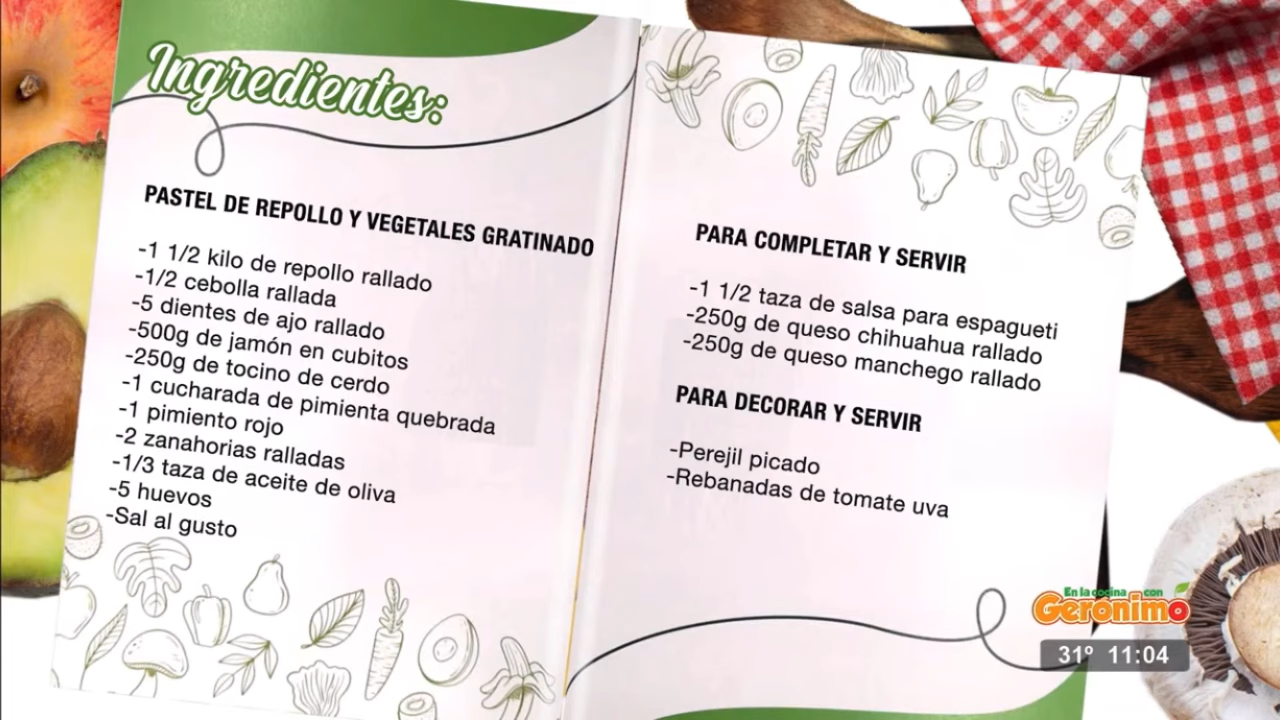 Ingredientes:
PASTEL DE REPOLLO Y VEGETALES GRATINADO
-1 1/2 kilo de repollo rallado
-1/2 cebolla rallada
-5 dientes de ajo rallado
-500g de jamón en cubitos
-250g de tocino de cerdo
-1 cucharada de pimienta quebrada
-1 pimiento rojo
-2 zanahorias ralladas
-1/3 taza de aceite de oliva
-5 huevos
-Sal al gusto
PARA COMPLETAR Y SERVIR
-1 1/2 taza de salsa para espagueti
-250g de queso chihuahua rallado
-250g de queso manchego rallado
PARA DECORAR Y SERVIR
-Perejil picado
-Rebanadas de tomate uva
En la cocina con
Geronimo
31º 11:04